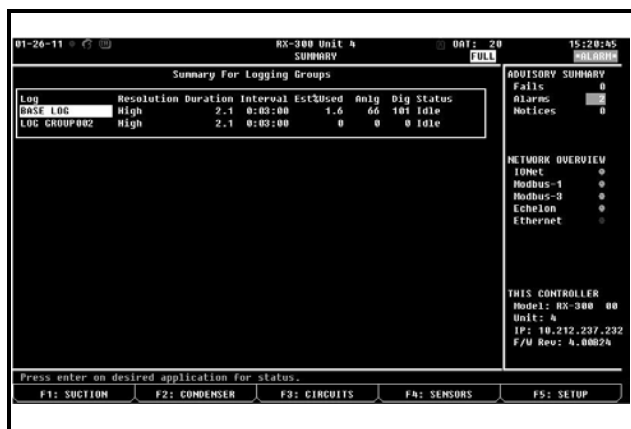 01-26-11 RX-300 Unit 4 OAT: 20 15:20:45
SUMMARY FULL *ALARM*
Summary For Logging Groups
Log Resolution Duration Interval Est%Used Anlg Dig Status
BASE LOG High 2.1 0:03:00 1.6 66 101 Idle
LOG GROUP002 High 2.1 0:03:00 0 0 0 Idle
ADVISORY SUMMARY
Fails 0
Alarms 2
Notices 0
NETWORK OVERVIEW
IONet
Modbus-1
Modbus-3
Echelon
Ethernet
THIS CONTROLLER
Model: RX-300 00
Unit: 4
IP: 10.212.237.232
F/W Rev: 4.00B24
Press enter on desired application for status.
F1: SUCTION F2: CONDENSER F3: CIRCUITS F4: SENSORS F5: SETUP